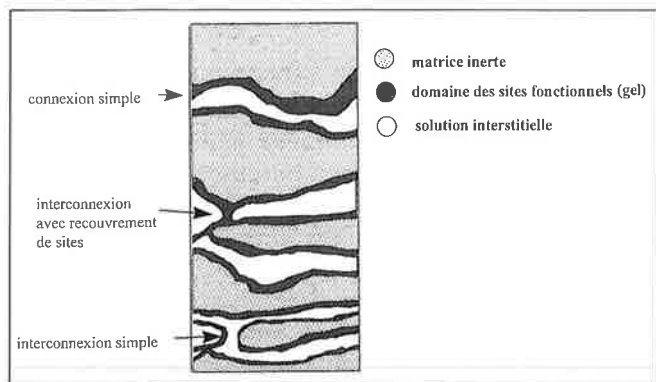 connexion simple
interconnexion
avec recouvrement
de sites
interconnexion simple
matrice inerte
domaine des sites fonctionnels (gel)
solution interstitielle